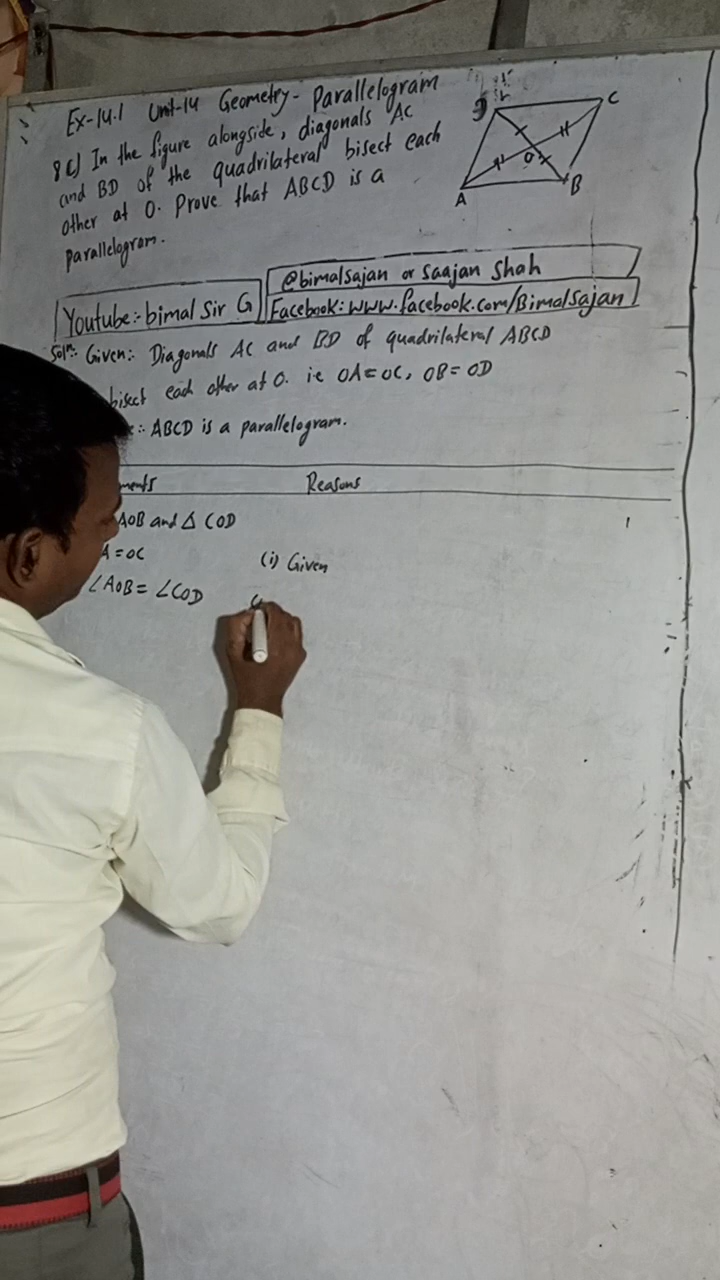 Ex-14.1 Unit-14 Geometry - Parallelogram
8 c) In the figure alongside, diagonals AC
and BD of the quadrilateral bisect each
other at O. Prove that ABCD is a
parallelogram.
D C
O
A B
Youtube:- bimal Sir G
@bimalsajan or Saajan Shah
Facebook: www.facebook.com/Bimalsajan
Soln:- Given:- Diagonals AC and BD of quadrilateral ABCD
bisect each other at O. ie OA = OC, OB = OD
:- ABCD is a parallelogram.
ments Reasons
AOB and △ COD
A = OC (i) Given
∠AOB = ∠COD (